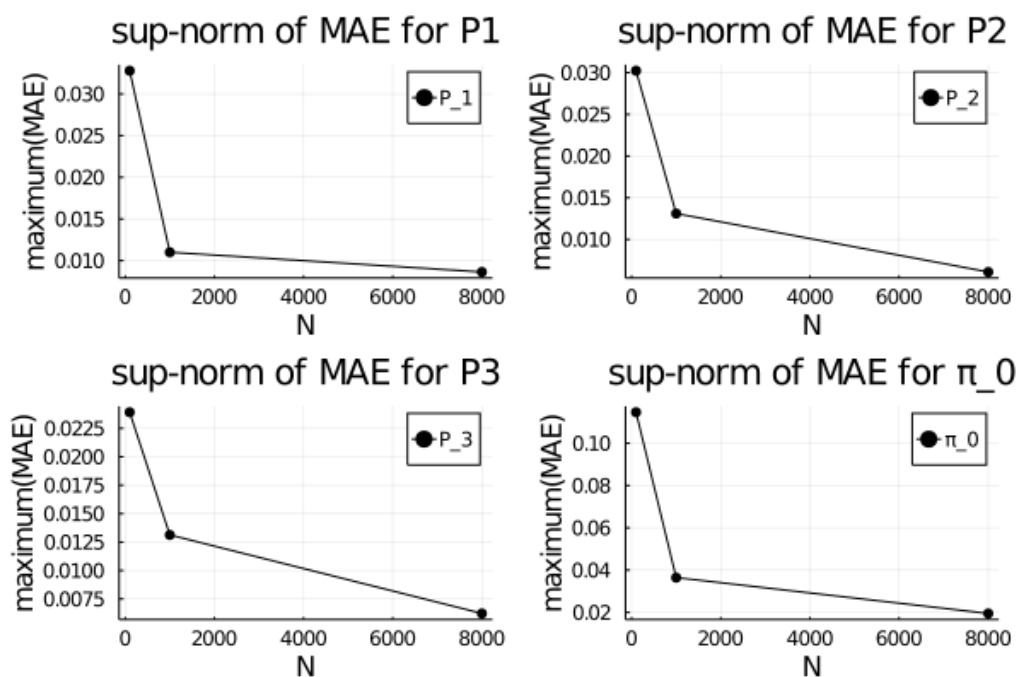 sup-norm of MAE for P1
maximum(MAE)
0.030
0.025
0.020
0.015
0.010
P_1
0 2000 4000 6000 8000
N
sup-norm of MAE for P2
maximum(MAE)
0.030
0.025
0.020
0.015
0.010
P_2
0 2000 4000 6000 8000
N
sup-norm of MAE for P3
maximum(MAE)
0.0225
0.0200
0.0175
0.0150
0.0125
0.0100
0.0075
P_3
0 2000 4000 6000 8000
N
sup-norm of MAE for π_0
maximum(MAE)
0.10
0.08
0.06
0.04
0.02
π_0
0 2000 4000 6000 8000
N